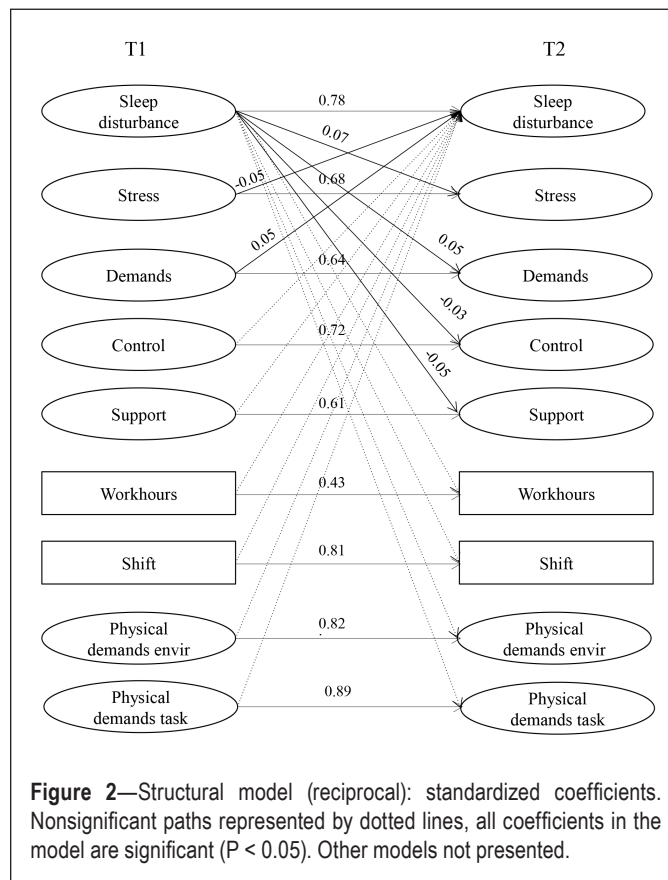 T1 T2
Sleep
disturbance
0.78
Sleep
disturbance
0.07
Stress
-0.05
0.68
Stress
Demands
0.05
0.64
0.05
Demands
Control
0.72
-0.03
Control
Support
0.61
-0.05
Support
Workhours
0.43
Workhours
Shift
0.81
Shift
Physical
demands envir
0.82
Physical
demands envir
Physical
demands task
0.89
Physical
demands task
Figure 2—Structural model (reciprocal): standardized coefficients.
Nonsignificant paths represented by dotted lines, all coefficients in the
model are significant (P < 0.05). Other models not presented.